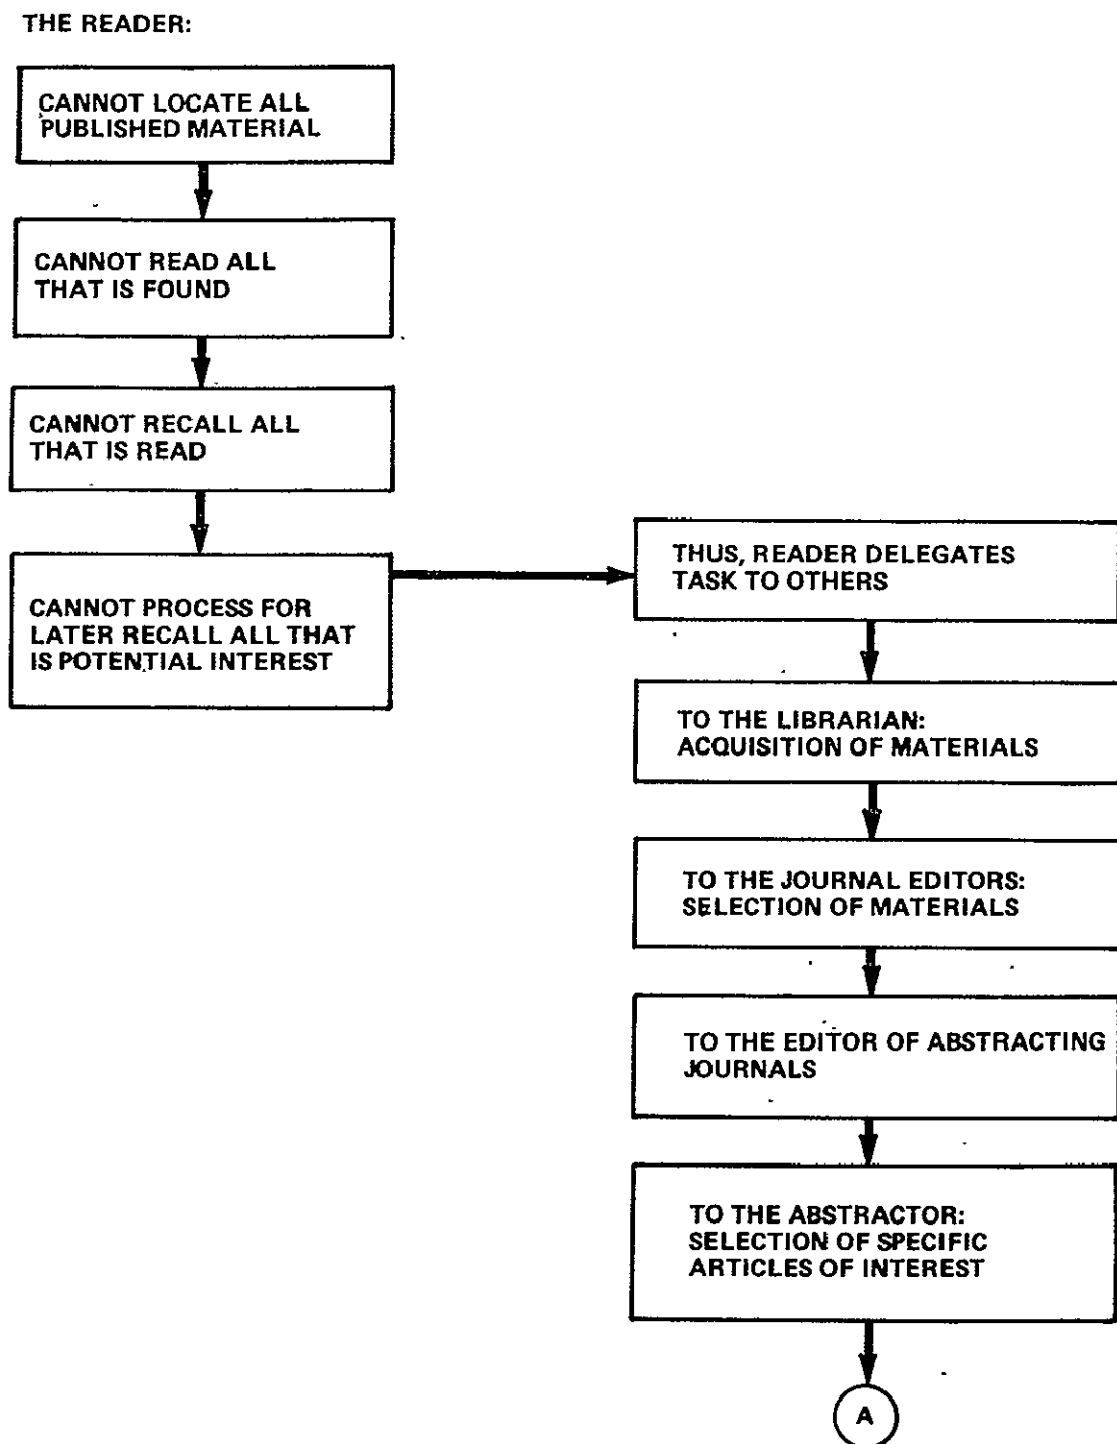 THE READER:
CANNOT LOCATE ALL
PUBLISHED MATERIAL
CANNOT READ ALL
THAT IS FOUND
CANNOT RECALL ALL
THAT IS READ
CANNOT PROCESS FOR
LATER RECALL ALL THAT
IS POTENTIAL INTEREST
THUS, READER DELEGATES
TASK TO OTHERS
TO THE LIBRARIAN:
ACQUISITION OF MATERIALS
TO THE JOURNAL EDITORS:
SELECTION OF MATERIALS
TO THE EDITOR OF ABSTRACTING
JOURNALS
TO THE ABSTRACTOR:
SELECTION OF SPECIFIC
ARTICLES OF INTEREST
A